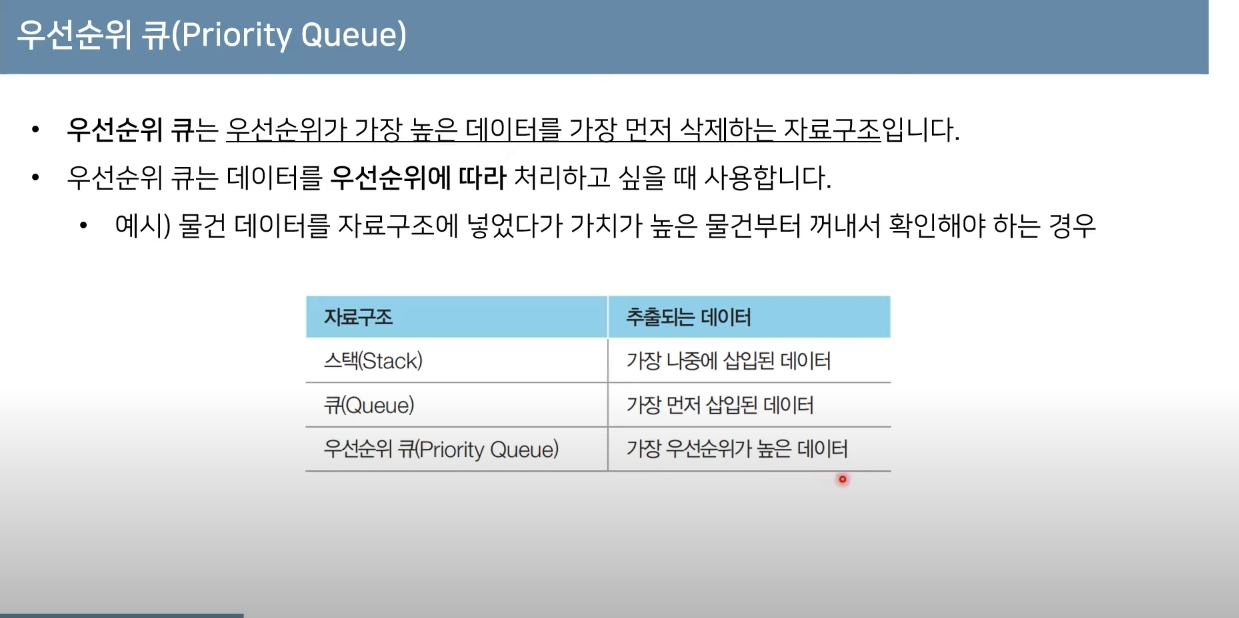 우선순위 큐(Priority Queue)
• 우선순위 큐는 우선순위가 가장 높은 데이터를 가장 먼저 삭제하는 자료구조입니다.
• 우선순위 큐는 데이터를 우선순위에 따라 처리하고 싶을 때 사용합니다.
• 예시) 물건 데이터를 자료구조에 넣었다가 가치가 높은 물건부터 꺼내서 확인해야 하는 경우
자료구조 추출되는 데이터
스택(Stack) 가장 나중에 삽입된 데이터
큐(Queue) 가장 먼저 삽입된 데이터
우선순위 큐(Priority Queue) 가장 우선순위가 높은 데이터